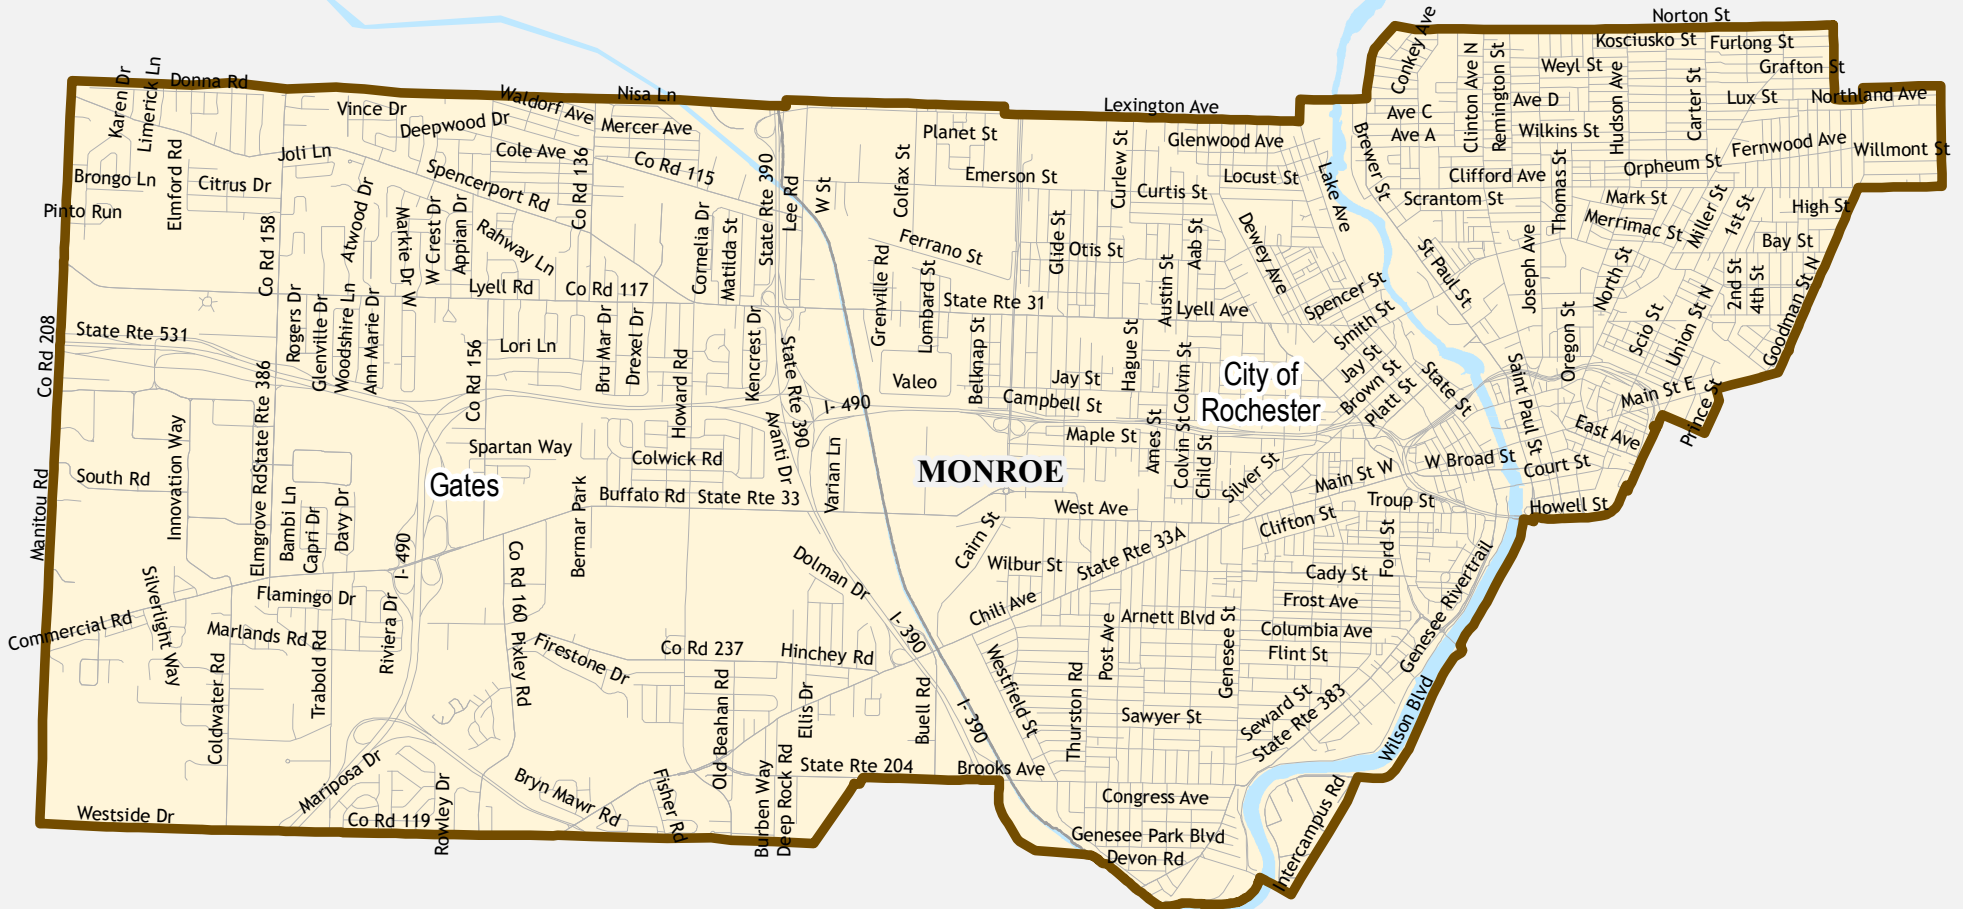 Norton St
Conkey Ave
Kosciusko St
Furlong St
Karen Dr
Limerick Ln
Donna Rd
Nisa Ln
Lexington Ave
Clinton Ave N
Remington St
Weyl St
Hudson Ave
Carter St
Grafton St
Vince Dr
Waldorf Ave
Deepwood Dr
Mercer Ave
Planet St
Ave C
Ave D
Lux St
Northland Ave
Elmford Rd
Joli Ln
Cole Ave
Co Rd 136
Co Rd 115
State Rte 390
Colfax St
Curlew St
Glenwood Ave
Brewer St
Ave A
Wilkins St
Fernwood Ave
Willmont St
Brongo Ln
Citrus Dr
Spencerport Rd
Lee Rd
W St
Emerson St
Curtis St
Locust St
Lake Ave
Clifford Ave
Thomas St
Orpheum St
Scrantom St
Mark St
Miller St
1st St
High St
Pinto Run
Co Rd 158
Atwood Dr
Markie Dr W
W Crest Dr
Appian Dr
Rahway Ln
Cornelia Dr
Matilda St
Ferrano St
Glide St
Otis St
Aab St
Dewey Ave
Merrimac St
Bay St
St Paul St
Joseph Ave
North St
2nd St
4th St
Goodman St N
Lyell Rd
Co Rd 117
Grenville Rd
Lombard St
State Rte 31
Austin St
Lyell Ave
Spencer St
Smith St
Oregon St
Scio St
Union St N
Co Rd 208
State Rte 531
Rogers Dr
Glenville Dr
Woodshire Ln
Ann Marie Dr
Co Rd 156
Lori Ln
Bru Mar Dr
Drexel Dr
Howard Rd
Kencrest Dr
State Rte 390
Belknap St
Hague St
Colvin St
City of
Rochester
Jay St
Brown St
Platt St
State St
Saint Paul St
Main St E
Prince St
State Rte 386
Valeo
Jay St
Campbell St
I- 490
Innovation Way
Elmgrove Rd
Spartan Way
Colwick Rd
Avanti Dr
Varian Ln
Maple St
Ames St
Colvin St
Child St
Silver St
Main St W
W Broad St
Court St
East Ave
Gates
MONROE
Manitou Rd
South Rd
Bambi Ln
Capri Dr
Davy Dr
I- 490
Bermar Park
Buffalo Rd
State Rte 33
West Ave
Troup St
Howell St
Clifton St
Ford St
Cairn St
State Rte 33A
Wilbur St
Cady St
Silverlight Way
Flamingo Dr
Co Rd 160
Pixley Rd
Dolman Dr
Chili Ave
Frost Ave
Genesee Rivertrail
Commercial Rd
Marlands Rd
Riviera Dr
Firestone Dr
Co Rd 237
Hinchey Rd
I- 390
Arnett Blvd
Columbia Ave
Post Ave
Genesee St
Flint St
Coldwater Rd
Trabold Rd
Old Beahan Rd
Ellis Dr
Buell Rd
Westfield St
Thurston Rd
Sawyer St
Seward St
State Rte 383
Wilson Blvd
I- 390
Mariposa Dr
Bryn Mawr Rd
Fisher Rd
State Rte 204
Brooks Ave
Westside Dr
Co Rd 119
Rowley Dr
Burben Way
Deep Rock Rd
Congress Ave
Intercampus Rd
Genesee Park Blvd
Devon Rd